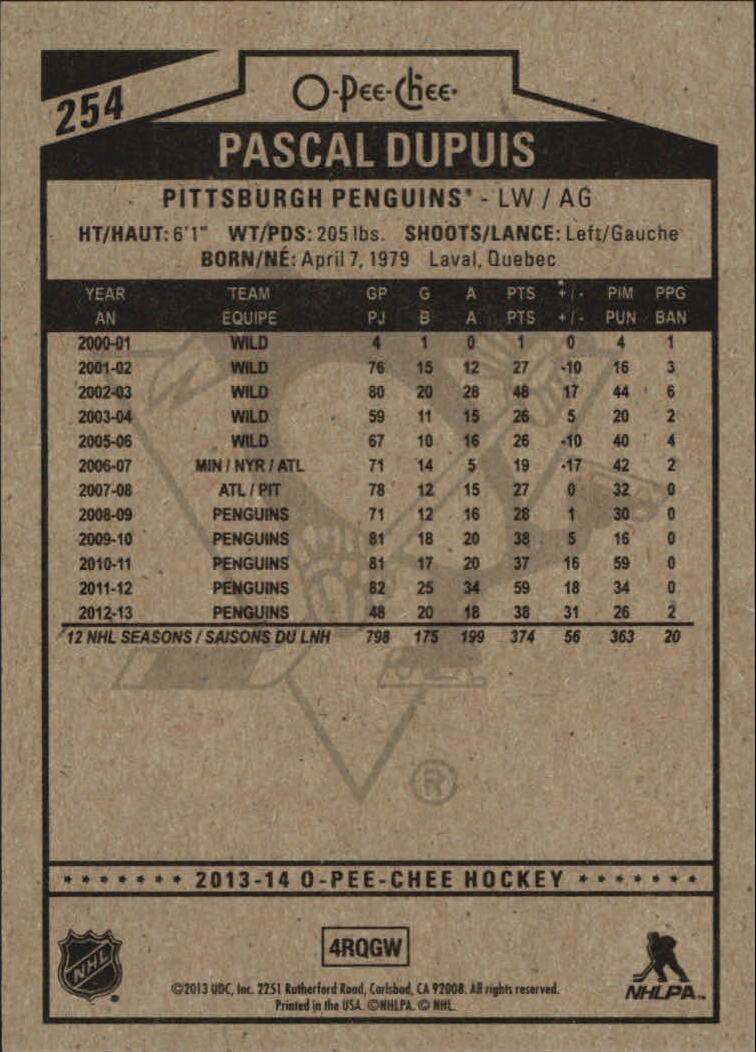 254
O-Pee-Chee
PASCAL DUPUIS
PITTSBURGH PENGUINS® - LW / AG
HT/HAUT: 6'1" WT/PDS: 205 lbs. SHOOTS/LANCE: Left/Gauche
BORN/NÉ: April 7, 1979 Laval, Quebec
YEAR TEAM GP G A PTS +/- PIM PPG
AN ÉQUIPE PJ B A PTS +/- PUN BAN
2000-01 WILD 4 1 0 1 0 4 1
2001-02 WILD 76 15 12 27 -10 16 3
2002-03 WILD 80 20 28 48 17 44 6
2003-04 WILD 59 11 15 26 5 20 2
2005-06 WILD 67 10 16 26 -10 40 4
2006-07 MIN / NYR / ATL 71 14 5 19 -17 42 2
2007-08 ATL / PIT 78 12 15 27 0 32 0
2008-09 PENGUINS 71 12 16 28 1 30 0
2009-10 PENGUINS 81 18 20 38 5 16 0
2010-11 PENGUINS 81 17 20 37 16 59 0
2011-12 PENGUINS 82 25 34 59 18 34 0
2012-13 PENGUINS 48 20 18 38 31 26 2
12 NHL SEASONS / SAISONS DU LNH 798 175 199 374 56 363 20
®
★ ★ ★ ★ ★ ★ ★ 2013-14 O-PEE-CHEE HOCKEY ★ ★ ★ ★ ★ ★ ★
NHL
4RQGW
©2013 UDC, Inc. 2251 Rutherford Road, Carlsbad, CA 92008. All rights reserved.
Printed in the USA. ©NHLPA. © NHL.
NHLPA™